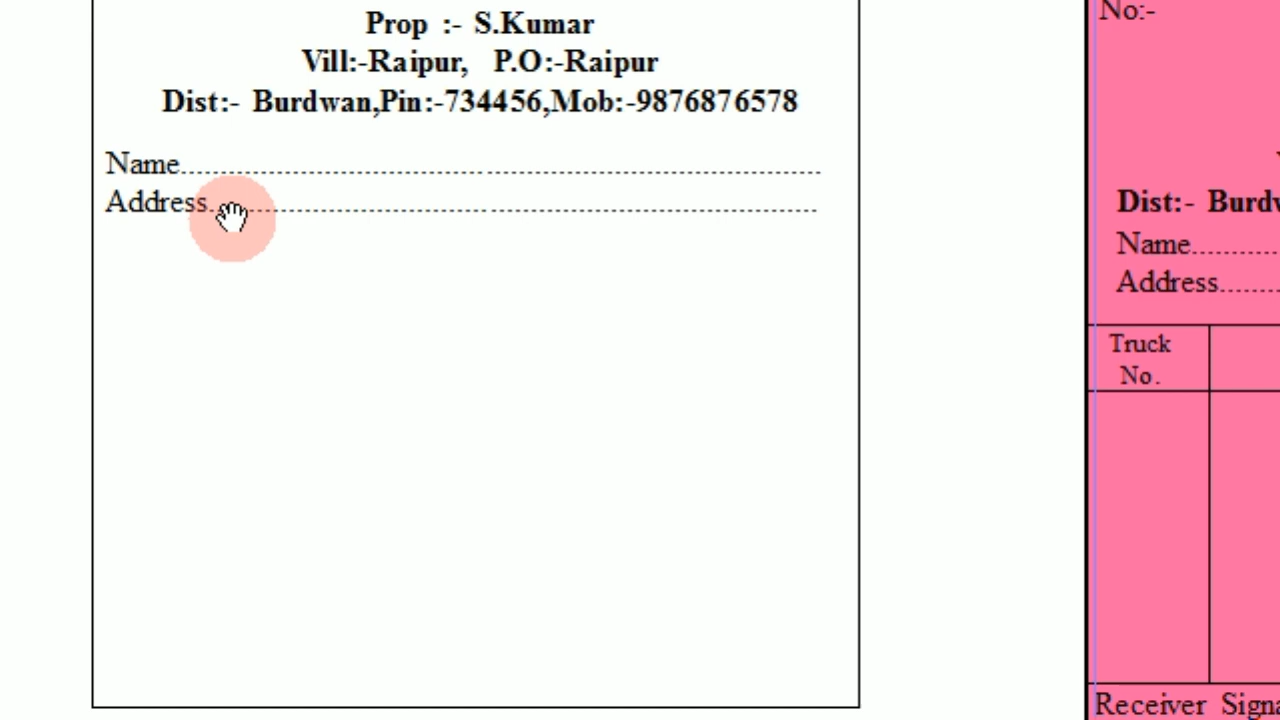 Prop :- S.Kumar
Vill:-Raipur, P.O:-Raipur
Dist:- Burdwan,Pin:-734456,Mob:-9876876578
Name...........................................................................................
Address........................................................................................
No:-
Dist:- Burdw
Name...........
Address........
Truck
No.
Receiver Signa